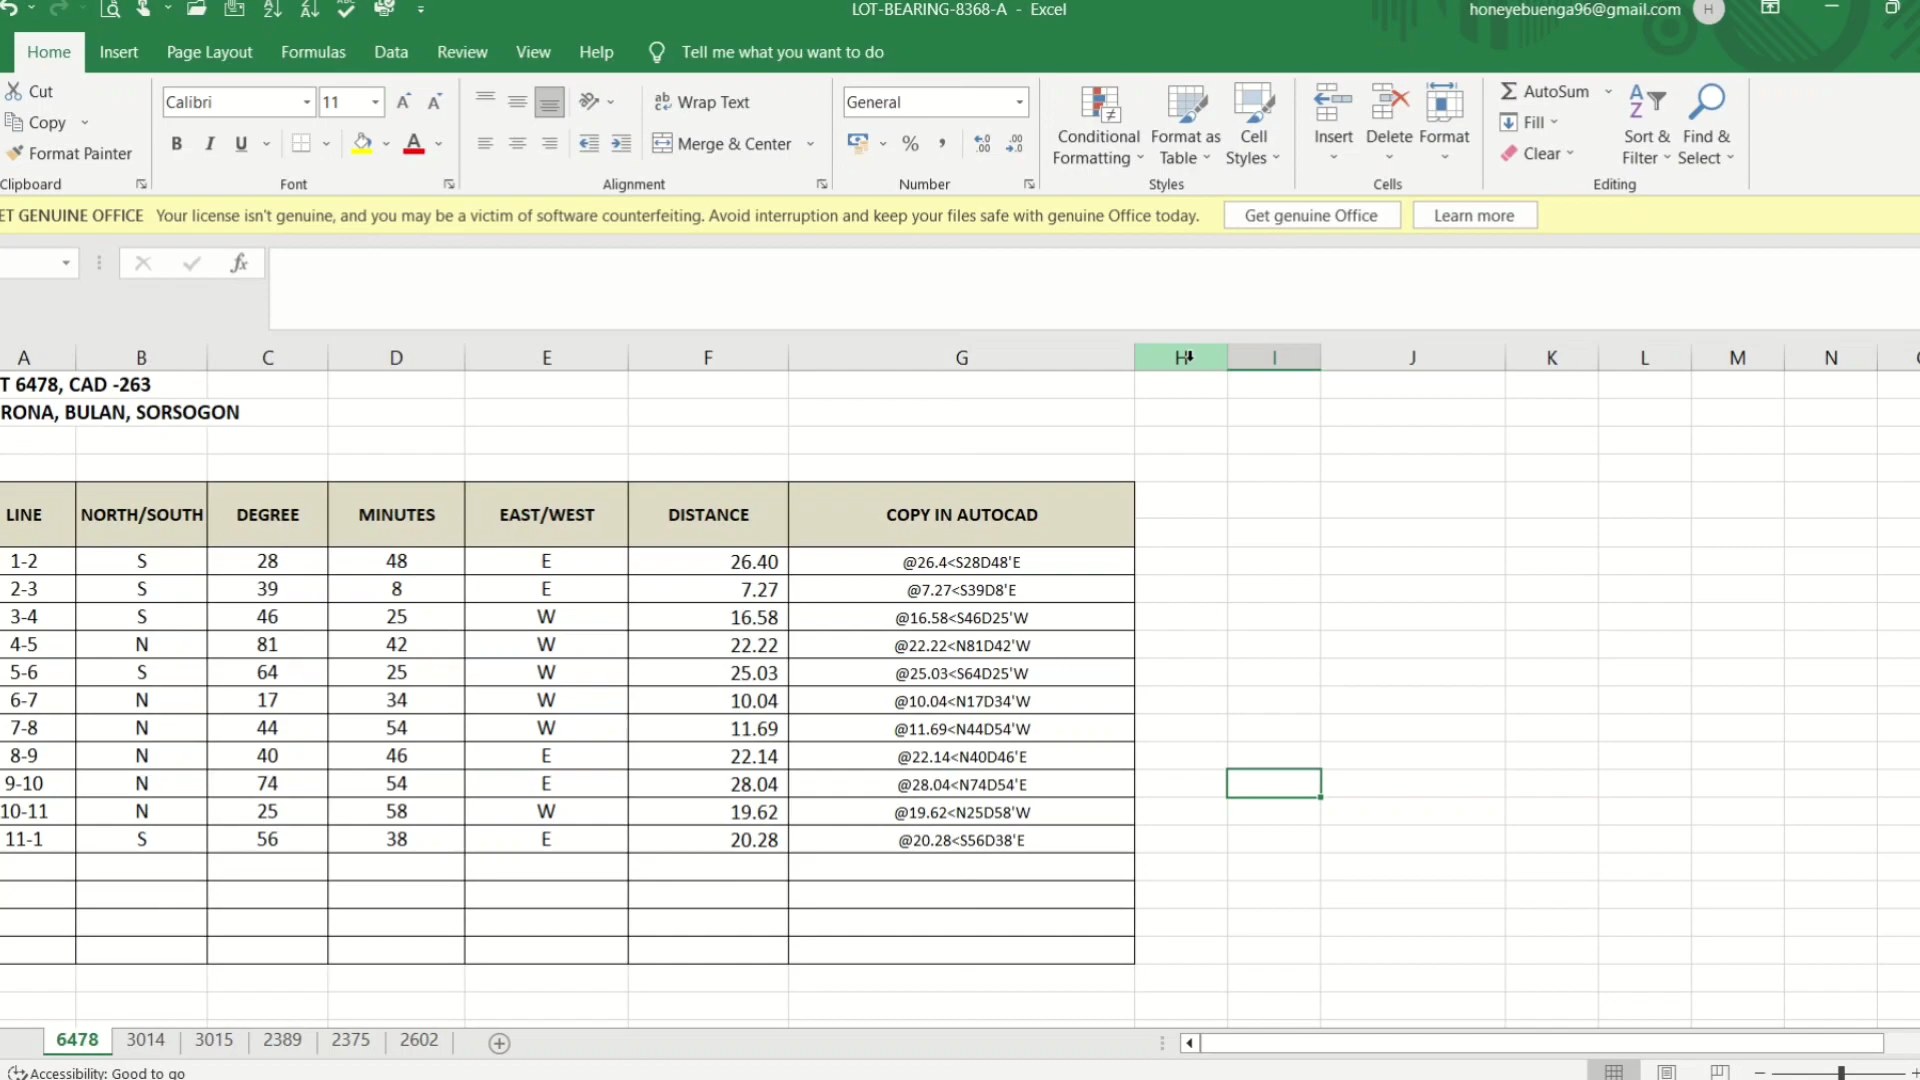 LOT-BEARING-8368-A - Excel
honeyebuenga96@gmail.com H
Home Insert Page Layout Formulas Data Review View Help Tell me what you want to do
Cut
Copy
Format Painter
Clipboard
Calibri 11
B I U
Font
Wrap Text
Merge & Center
Alignment
General
Number
Conditional Formatting
Format as Table
Cell Styles
Styles
Insert Delete Format
Cells
AutoSum
Fill
Clear
Sort & Filter
Find & Select
Editing
ET GENUINE OFFICE Your license isn't genuine, and you may be a victim of software counterfeiting. Avoid interruption and keep your files safe with genuine Office today. Get genuine Office Learn more
fx
A B C D E F G H I J K L M N
T 6478, CAD -263
RONA, BULAN, SORSOGON
LINE NORTH/SOUTH DEGREE MINUTES EAST/WEST DISTANCE COPY IN AUTOCAD
1-2 S 28 48 E 26.40 @26.4<S28D48'E
2-3 S 39 8 E 7.27 @7.27<S39D8'E
3-4 S 46 25 W 16.58 @16.58<S46D25'W
4-5 N 81 42 W 22.22 @22.22<N81D42'W
5-6 S 64 25 W 25.03 @25.03<S64D25'W
6-7 N 17 34 W 10.04 @10.04<N17D34'W
7-8 N 44 54 W 11.69 @11.69<N44D54'W
8-9 N 40 46 E 22.14 @22.14<N40D46'E
9-10 N 74 54 E 28.04 @28.04<N74D54'E
10-11 N 25 58 W 19.62 @19.62<N25D58'W
11-1 S 56 38 E 20.28 @20.28<S56D38'E
6478 3014 3015 2389 2375 2602
Accessibility: Good to go